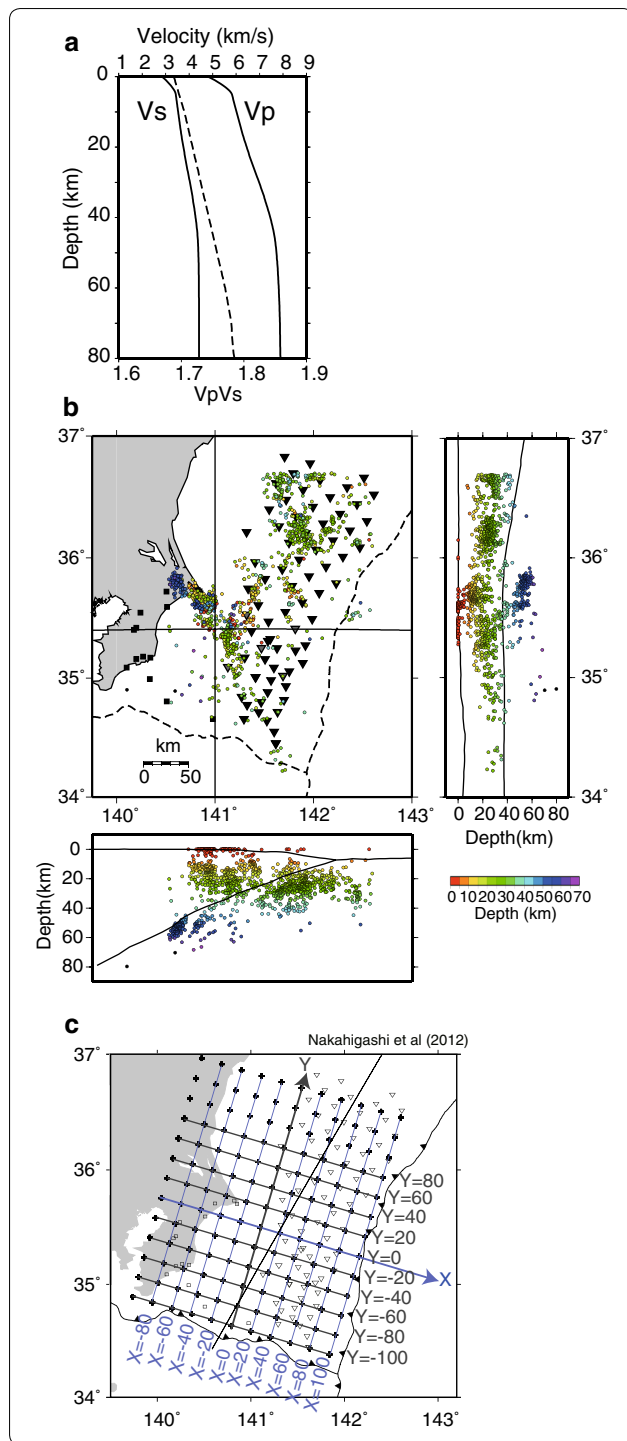 a
Velocity (km/s)
1 2 3 4 5 6 7 8 9
0
20
40
60
80
Depth (km)
Vs
Vp
1.6 1.7 1.8 1.9
VpVs
b
37°
36°
35°
34°
140° 141° 142° 143°
km
0 50
37°
36°
35°
34°
0 20 40 60 80
Depth(km)
0
20
40
60
80
Depth(km)
0 10 20 30 40 50 60 70
Depth (km)
c
Nakahigashi et al (2012)
37°
36°
35°
34°
140° 141° 142° 143°
Y
X
Y=80
Y=60
Y=40
Y=20
Y=0
Y=-20
Y=-40
Y=-60
Y=-80
Y=-100
X=-80
X=-60
X=-40
X=-20
X=0
X=20
X=40
X=60
X=80
X=100